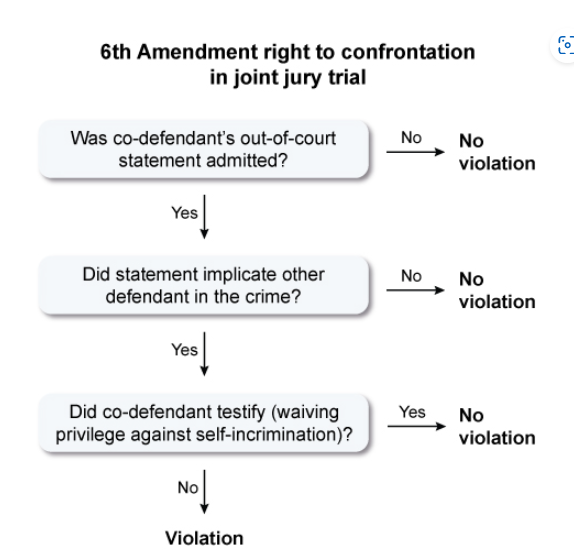 6th Amendment right to confrontation
in joint jury trial
Was co-defendant's out-of-court
statement admitted?
No
No
violation
Yes
Did statement implicate other
defendant in the crime?
No
No
violation
Yes
Did co-defendant testify (waiving
privilege against self-incrimination)?
Yes
No
violation
No
Violation